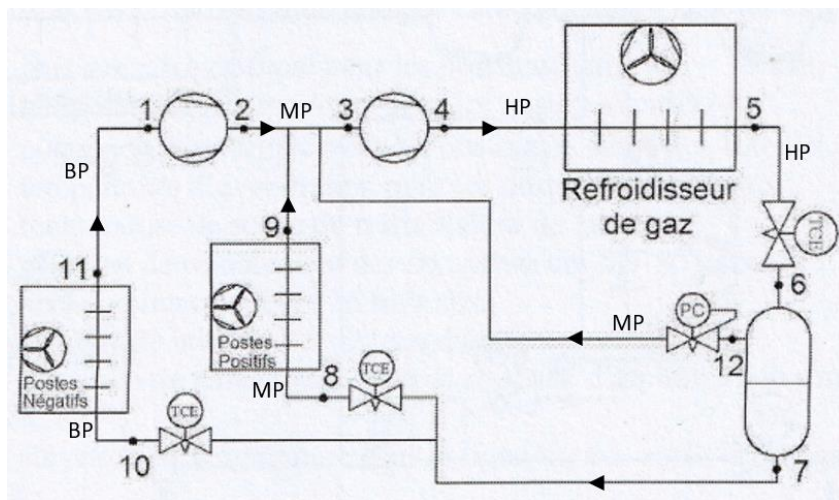 1
2
MP
3
4
HP
5
BP
HP
Refroidisseur
de gaz
TCE
9
11
6
PC
MP
12
Postes
Positifs
Postes
Négatifs
MP
8
TCE
BP
TCE
10
7